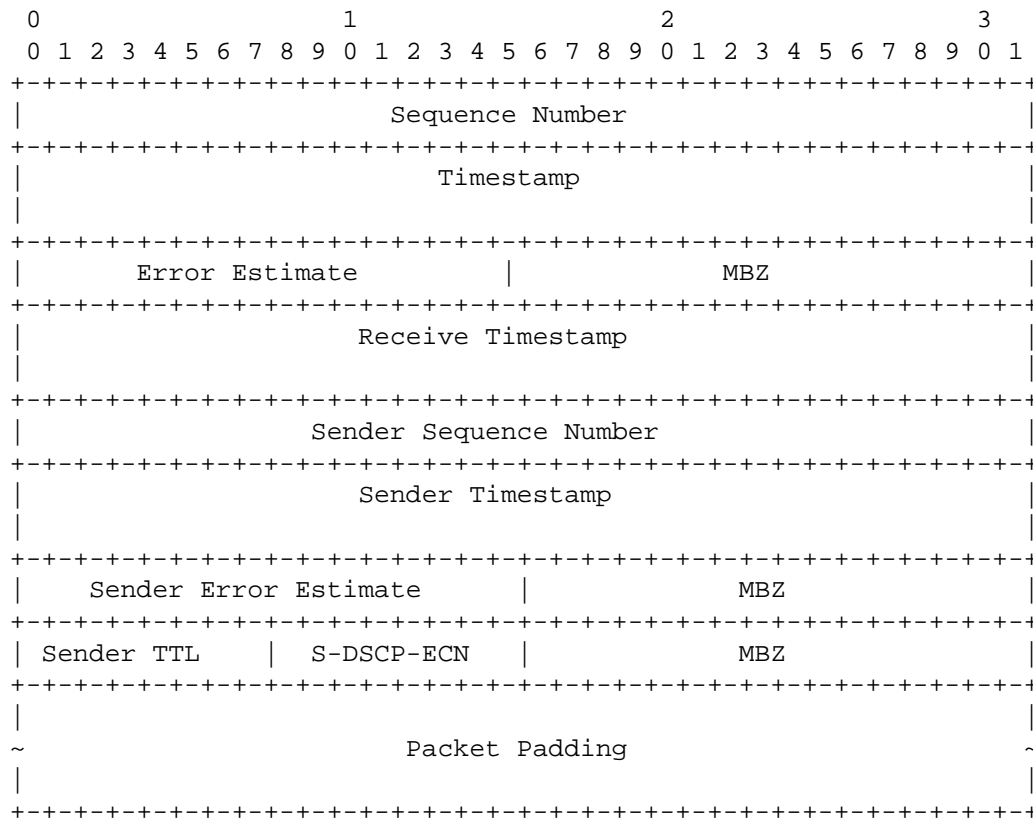 0                   1                   2                   3
0 1 2 3 4 5 6 7 8 9 0 1 2 3 4 5 6 7 8 9 0 1 2 3 4 5 6 7 8 9 0 1
+-+-+-+-+-+-+-+-+-+-+-+-+-+-+-+-+-+-+-+-+-+-+-+-+-+-+-+-+-+-+-+-+
|                       Sequence Number                         |
+-+-+-+-+-+-+-+-+-+-+-+-+-+-+-+-+-+-+-+-+-+-+-+-+-+-+-+-+-+-+-+-+
|                          Timestamp                            |
|                                                               |
+-+-+-+-+-+-+-+-+-+-+-+-+-+-+-+-+-+-+-+-+-+-+-+-+-+-+-+-+-+-+-+-+
|       Error Estimate         |             MBZ                |
+-+-+-+-+-+-+-+-+-+-+-+-+-+-+-+-+-+-+-+-+-+-+-+-+-+-+-+-+-+-+-+-+
|                     Receive Timestamp                         |
|                                                               |
+-+-+-+-+-+-+-+-+-+-+-+-+-+-+-+-+-+-+-+-+-+-+-+-+-+-+-+-+-+-+-+-+
|                  Sender Sequence Number                       |
+-+-+-+-+-+-+-+-+-+-+-+-+-+-+-+-+-+-+-+-+-+-+-+-+-+-+-+-+-+-+-+-+
|                     Sender Timestamp                          |
|                                                               |
+-+-+-+-+-+-+-+-+-+-+-+-+-+-+-+-+-+-+-+-+-+-+-+-+-+-+-+-+-+-+-+-+
|    Sender Error Estimate      |             MBZ               |
+-+-+-+-+-+-+-+-+-+-+-+-+-+-+-+-+-+-+-+-+-+-+-+-+-+-+-+-+-+-+-+-+
| Sender TTL    |  S-DSCP-ECN   |             MBZ               |
+-+-+-+-+-+-+-+-+-+-+-+-+-+-+-+-+-+-+-+-+-+-+-+-+-+-+-+-+-+-+-+-+
|                                                               |
~                        Packet Padding                         ~
|                                                               |
+-+-+-+-+-+-+-+-+-+-+-+-+-+-+-+-+-+-+-+-+-+-+-+-+-+-+-+-+-+-+-+-+